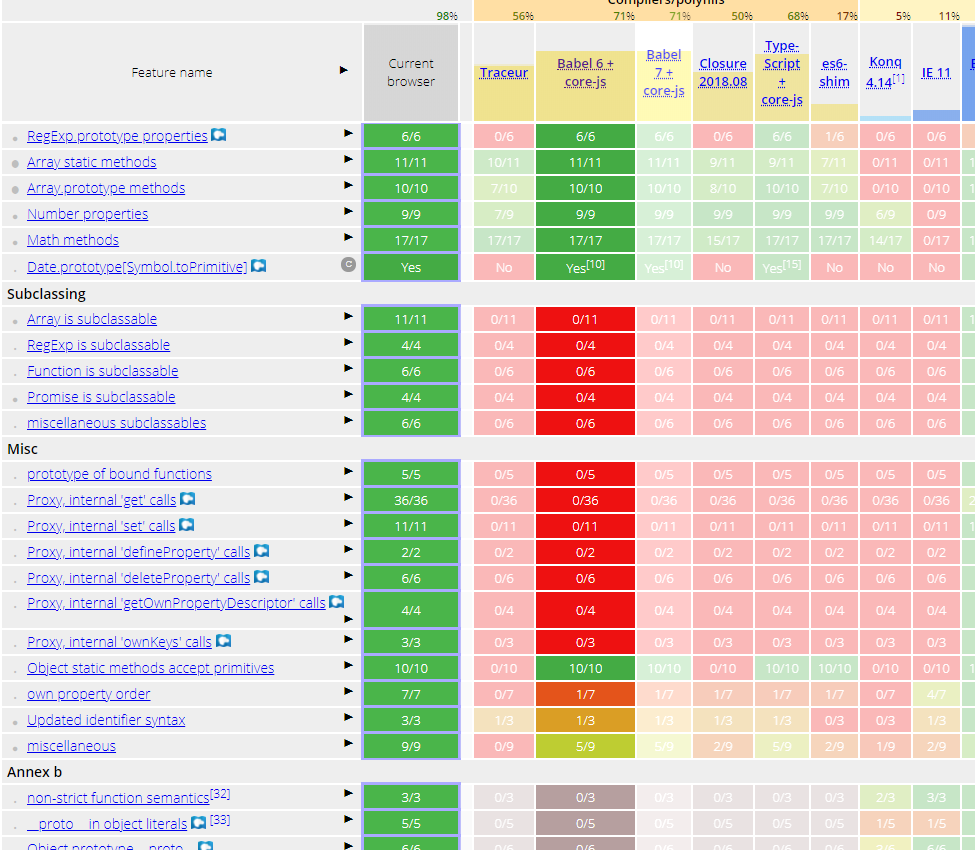 Compilers/polyfills
98% 56% 71% 71% 50% 68% 17% 5% 11%
Feature name ▶ Current browser Traceur Babel 6 + core-js Babel 7 + core-js Closure 2018.08 Type-Script + core-js es6-shim Konq 4.14[1] IE 11
RegExp.prototype properties ▶ 6/6 0/6 6/6 6/6 0/6 6/6 1/6 0/6 0/6
Array static methods ▶ 11/11 10/11 11/11 11/11 9/11 9/11 7/11 0/11 0/11
Array.prototype methods ▶ 10/10 7/10 10/10 10/10 8/10 10/10 7/10 0/10 0/10
Number properties ▶ 9/9 7/9 9/9 9/9 9/9 9/9 9/9 6/9 0/9
Math methods ▶ 17/17 17/17 17/17 17/17 15/17 17/17 17/17 14/17 0/17
Date.prototype[Symbol.toPrimitive] C Yes No Yes[10] Yes[10] No Yes[15] No No No
Subclassing
Array is subclassable ▶ 11/11 0/11 0/11 0/11 0/11 0/11 0/11 0/11 0/11
RegExp is subclassable ▶ 4/4 0/4 0/4 0/4 0/4 0/4 0/4 0/4 0/4
Function is subclassable ▶ 6/6 0/6 0/6 0/6 0/6 0/6 0/6 0/6 0/6
Promise is subclassable ▶ 4/4 0/4 0/4 0/4 0/4 0/4 0/4 0/4 0/4
miscellaneous subclassables ▶ 6/6 0/6 0/6 0/6 0/6 0/6 0/6 0/6 0/6
Misc
prototype of bound functions ▶ 5/5 0/5 0/5 0/5 0/5 0/5 0/5 0/5 0/5
Proxy, internal 'get' calls ▶ 36/36 0/36 0/36 0/36 0/36 0/36 0/36 0/36 0/36
Proxy, internal 'set' calls ▶ 11/11 0/11 0/11 0/11 0/11 0/11 0/11 0/11 0/11
Proxy, internal 'defineProperty' calls ▶ 2/2 0/2 0/2 0/2 0/2 0/2 0/2 0/2 0/2
Proxy, internal 'deleteProperty' calls ▶ 6/6 0/6 0/6 0/6 0/6 0/6 0/6 0/6 0/6
Proxy, internal 'getOwnPropertyDescriptor' calls ▶ 4/4 0/4 0/4 0/4 0/4 0/4 0/4 0/4 0/4
Proxy, internal 'ownKeys' calls ▶ 3/3 0/3 0/3 0/3 0/3 0/3 0/3 0/3 0/3
Object static methods accept primitives ▶ 10/10 0/10 10/10 10/10 0/10 10/10 10/10 0/10 0/10
own property order ▶ 7/7 0/7 1/7 1/7 1/7 1/7 1/7 0/7 4/7
Updated identifier syntax ▶ 3/3 1/3 1/3 1/3 1/3 1/3 0/3 0/3 1/3
miscellaneous ▶ 9/9 0/9 5/9 5/9 2/9 5/9 2/9 1/9 2/9
Annex b
non-strict function semantics[32] ▶ 3/3 0/3 0/3 0/3 0/3 0/3 0/3 2/3 3/3
__proto__ in object literals [33] ▶ 5/5 0/5 0/5 0/5 0/5 0/5 0/5 1/5 1/5
Object.prototype.__proto__ 6/6